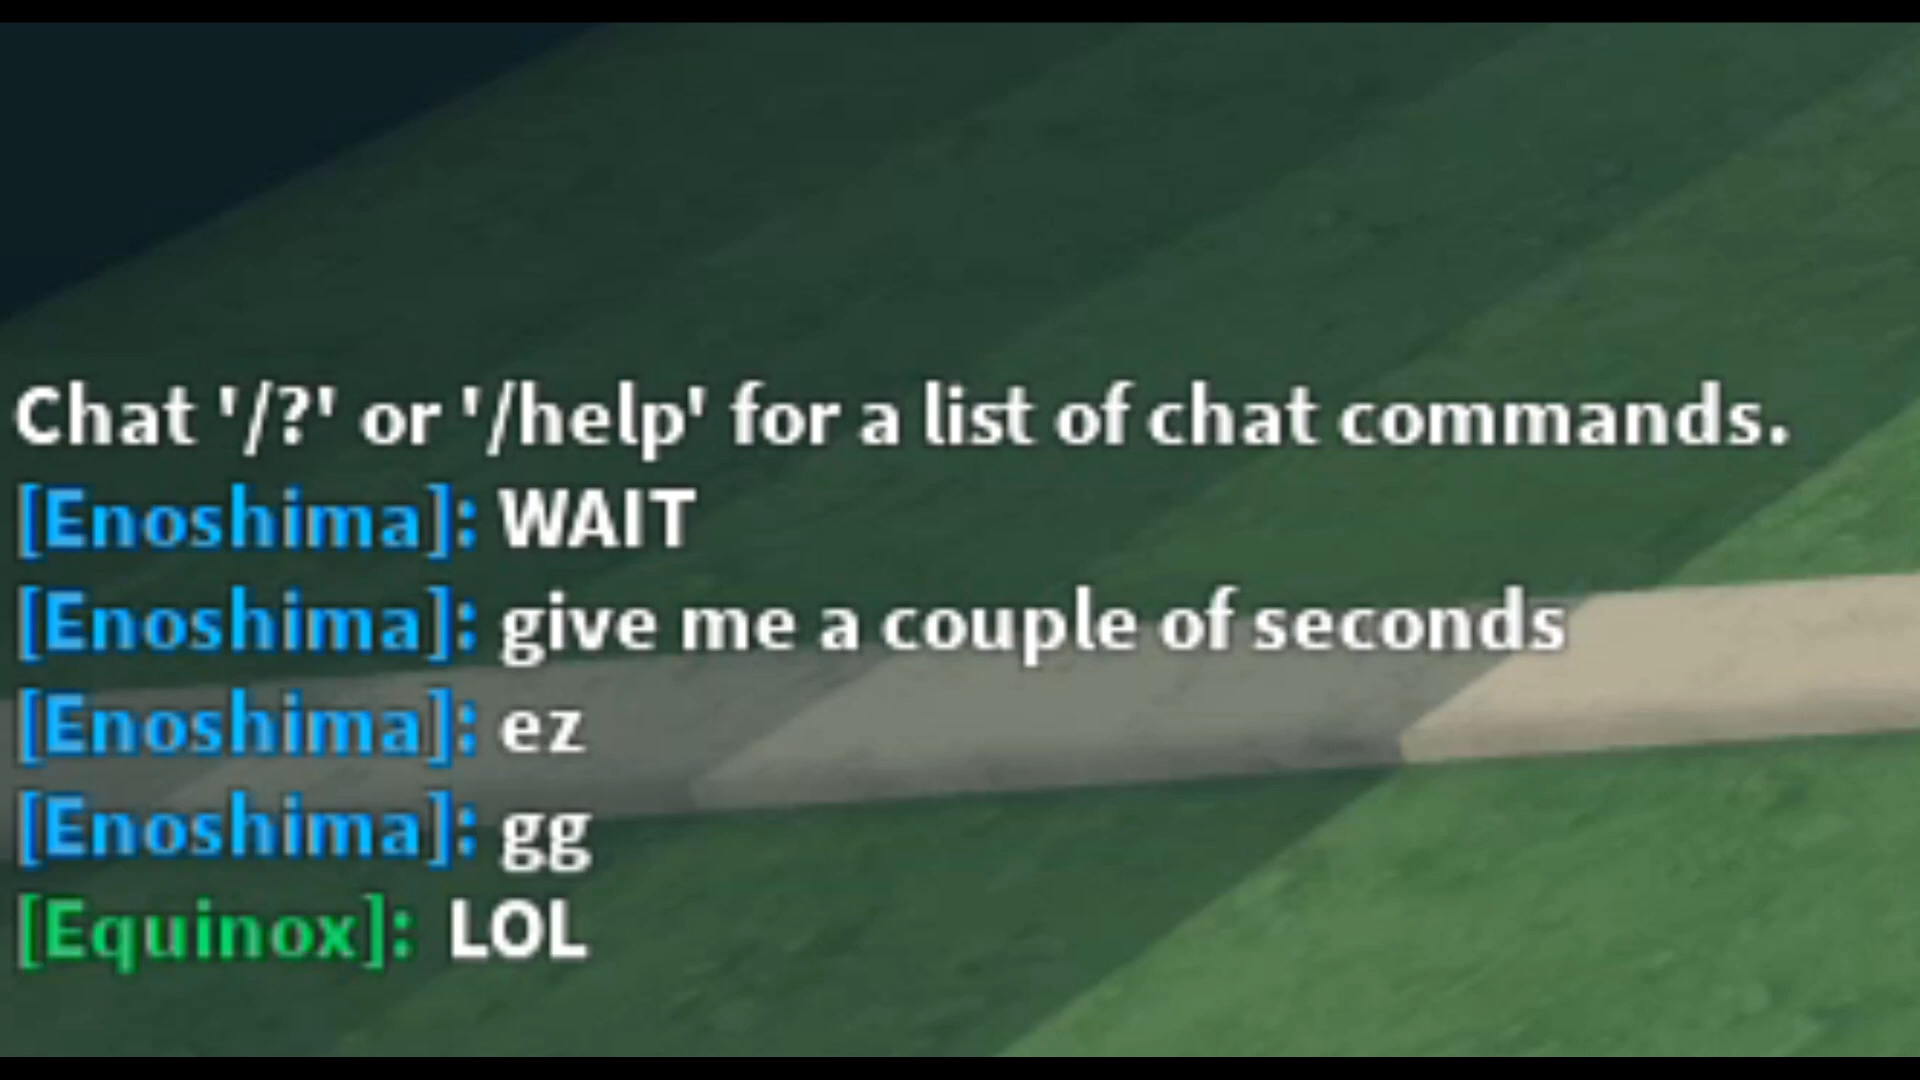 Chat '/?' or '/help' for a list of chat commands.
[Enoshima]: WAIT
[Enoshima]: give me a couple of seconds
[Enoshima]: ez
[Enoshima]: gg
[Equinox]: LOL